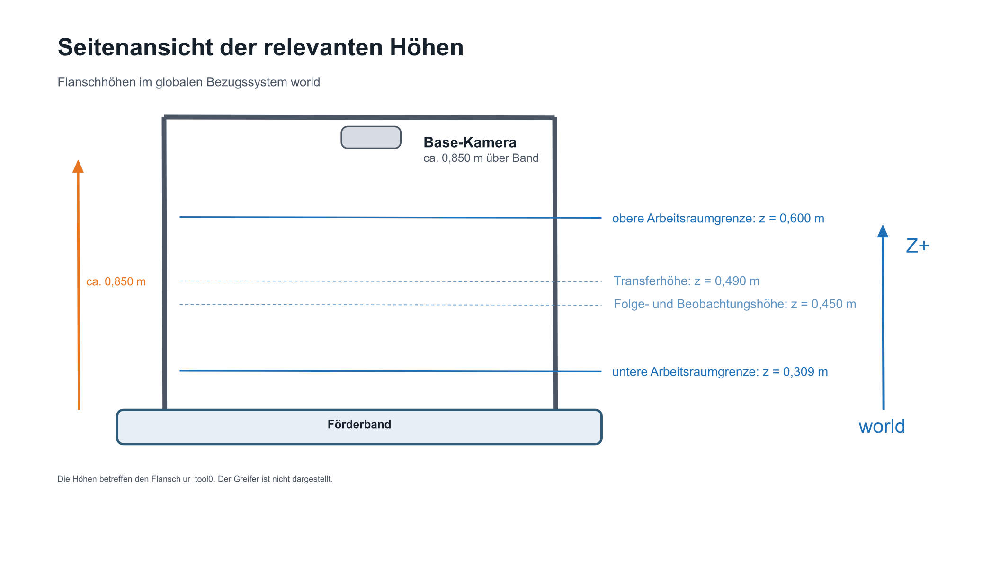 Seitenansicht der relevanten Höhen
Flanschhöhen im globalen Bezugssystem world
Base-Kamera
ca. 0,850 m über Band
obere Arbeitsraumgrenze: z = 0,600 m
Z+
ca. 0,850 m
Transferhöhe: z = 0,490 m
Folge- und Beobachtungshöhe: z = 0,450 m
untere Arbeitsraumgrenze: z = 0,309 m
Förderband
world
Die Höhen betreffen den Flansch ur_tool0. Der Greifer ist nicht dargestellt.